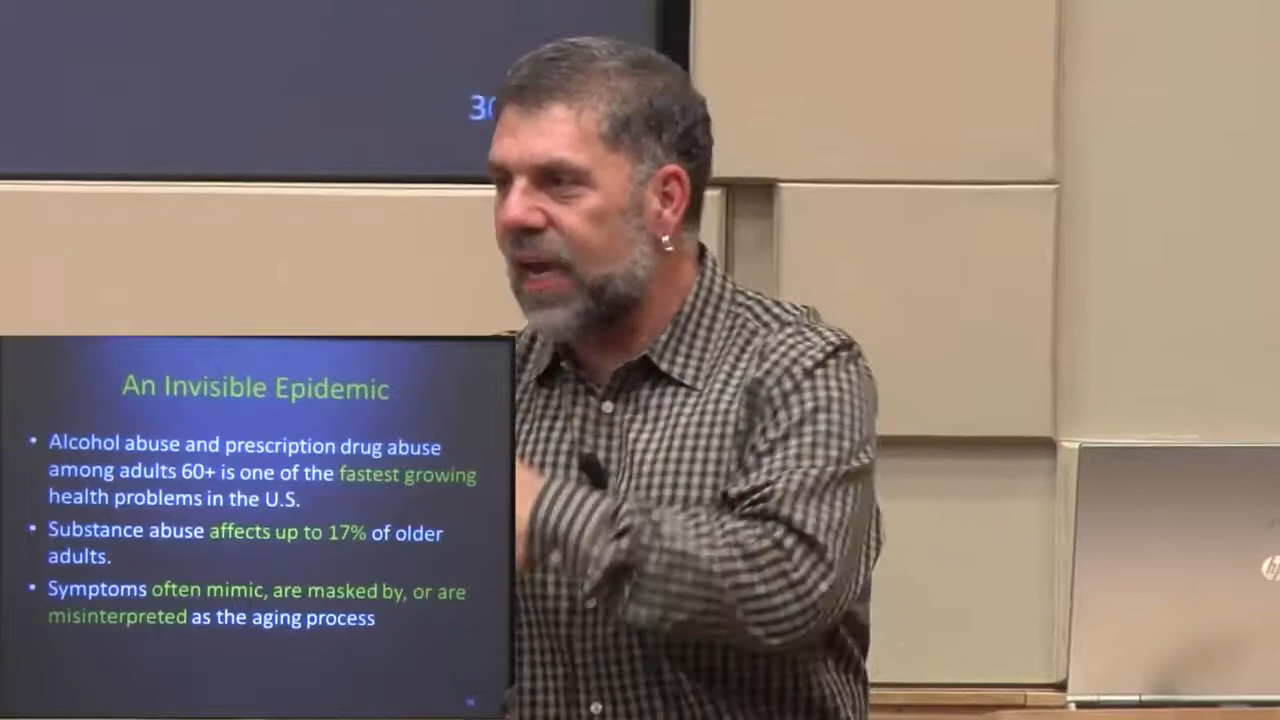 30
An Invisible Epidemic
• Alcohol abuse and prescription drug abuse
among adults 60+ is one of the fastest growing
health problems in the U.S.
• Substance abuse affects up to 17% of older
adults.
• Symptoms often mimic, are masked by, or are
misinterpreted as the aging process
hp